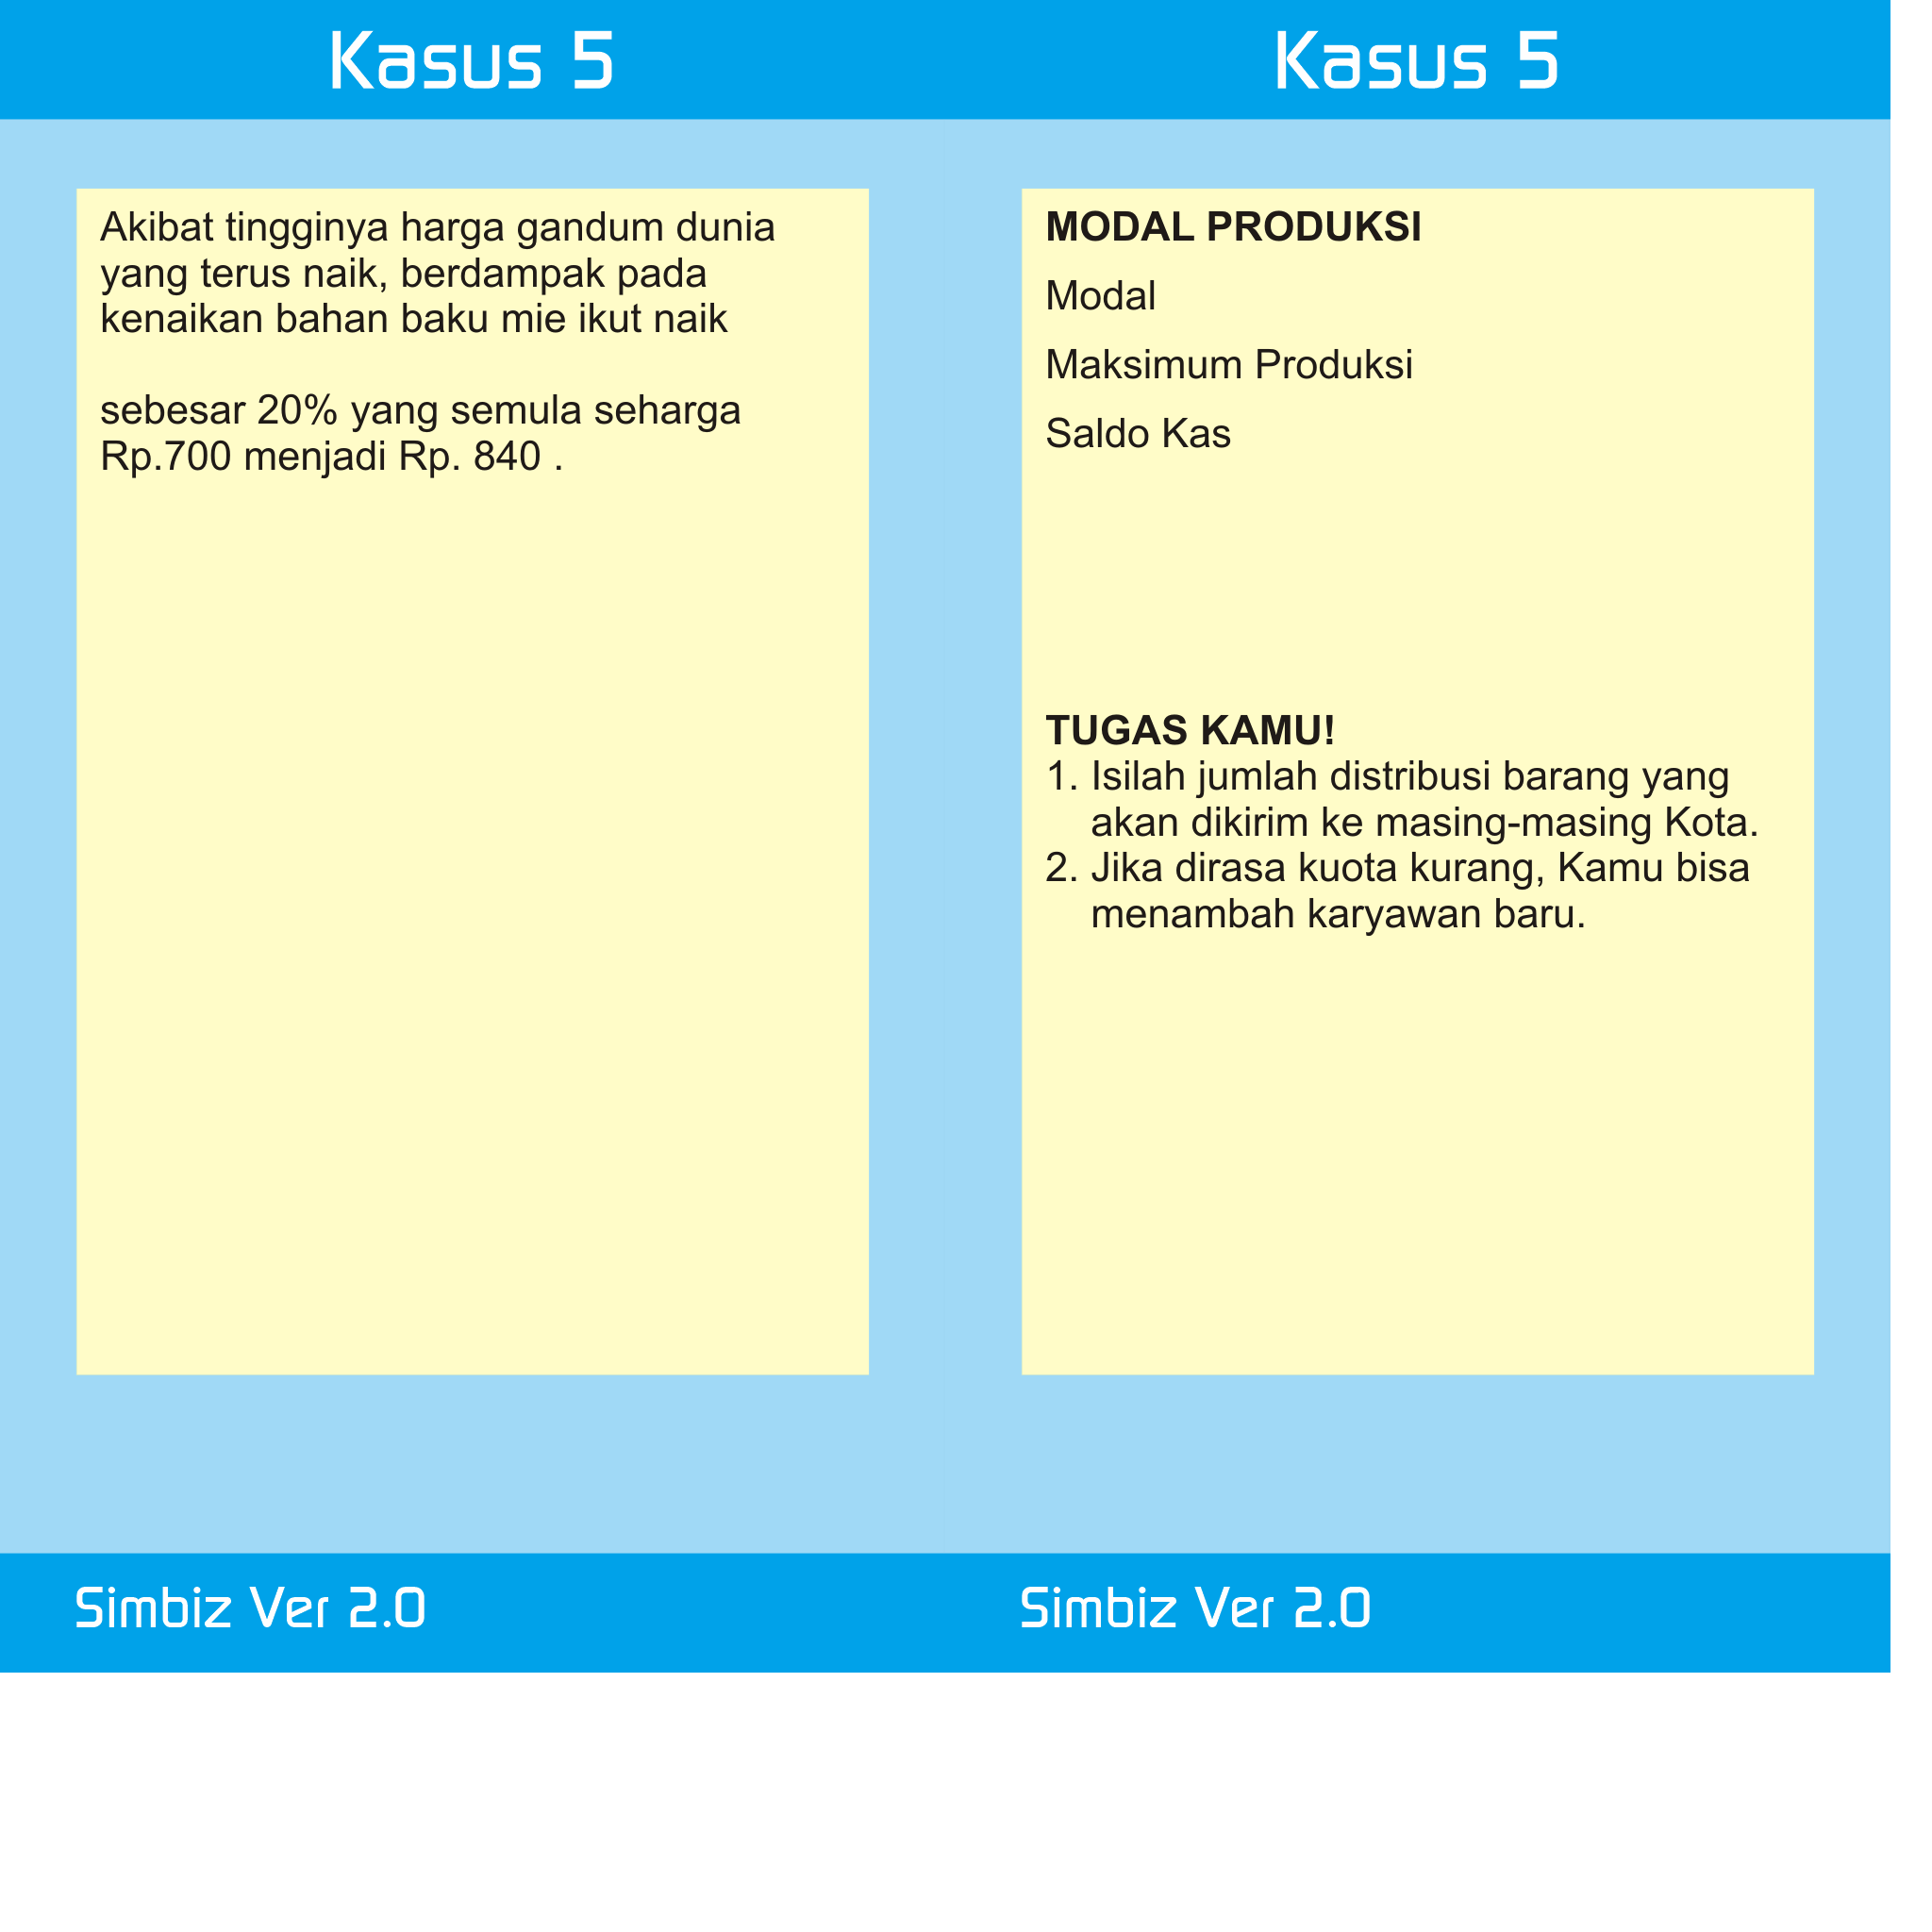 Kasus 5
Akibat tingginya harga gandum dunia
yang terus naik, berdampak pada
kenaikan bahan baku mie ikut naik
sebesar 20% yang semula seharga
Rp.700 menjadi Rp. 840 .
Simbiz Ver 2.0
Kasus 5
MODAL PRODUKSI
Modal
Maksimum Produksi
Saldo Kas
TUGAS KAMU!
1. Isilah jumlah distribusi barang yang
akan dikirim ke masing-masing Kota.
2. Jika dirasa kuota kurang, Kamu bisa
menambah karyawan baru.
Simbiz Ver 2.0